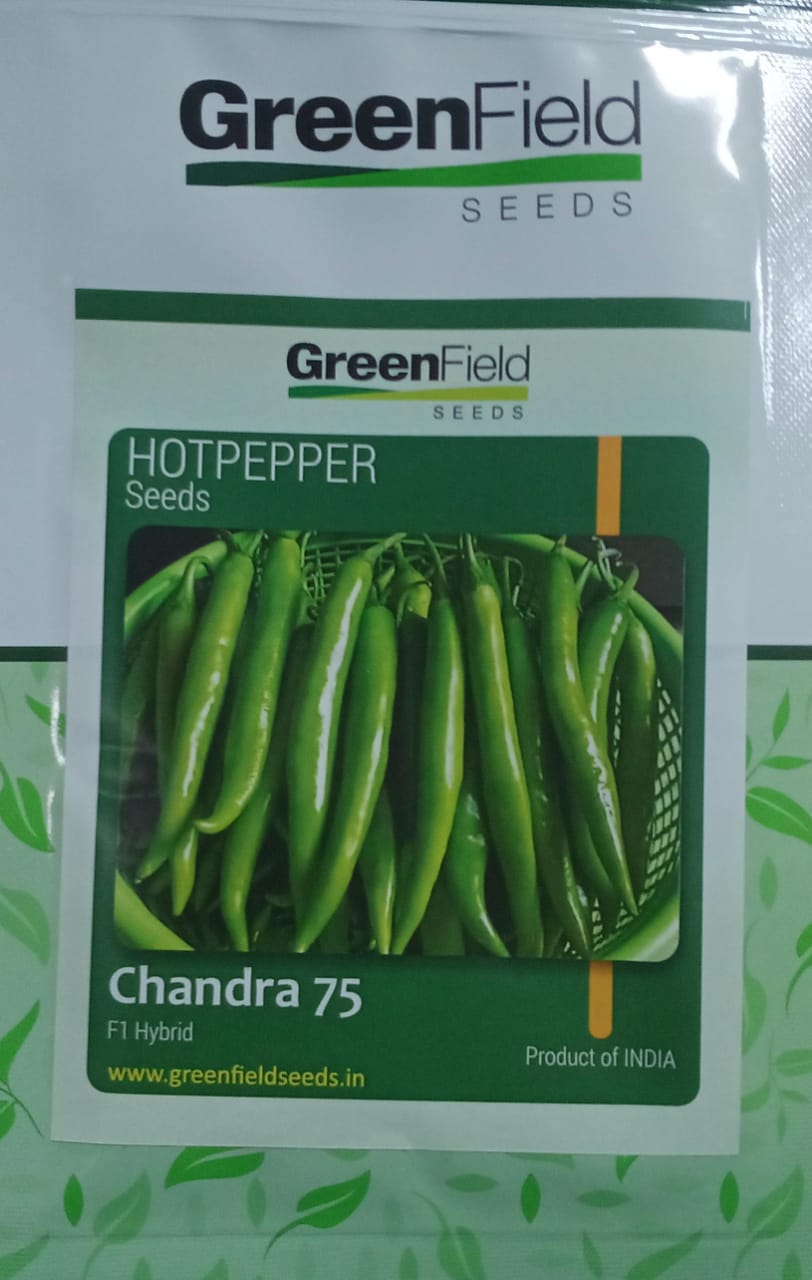 GreenField
SEEDS
GreenField
SEEDS
HOTPEPPER
Seeds
Chandra 75
F1 Hybrid
Product of INDIA
www.greenfieldseeds.in